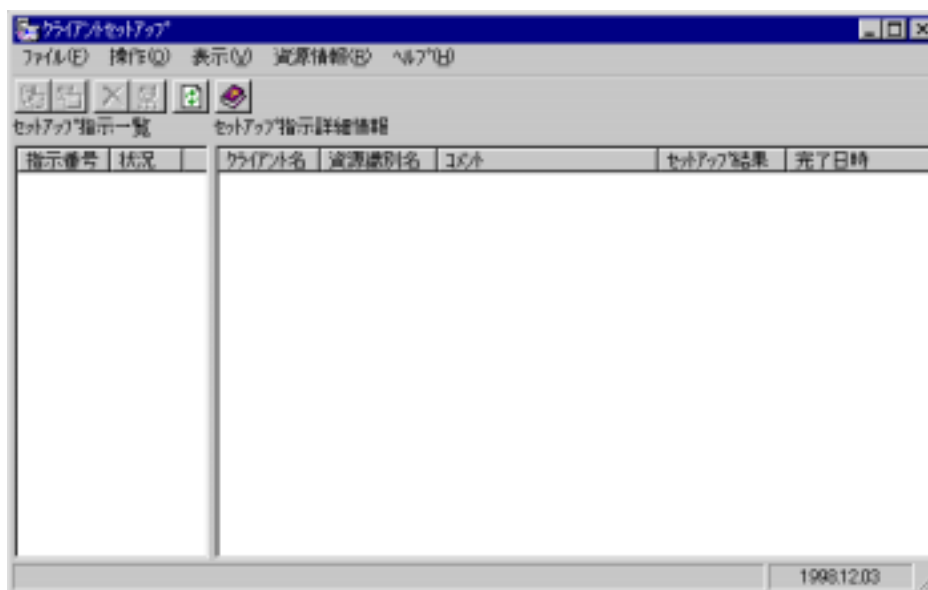 ｸﾗｲｱﾝﾄｾｯﾄｱｯﾌﾟ
ﾌｧｲﾙ(F) 操作(O) 表示(V) 資源情報(R) ﾍﾙﾌﾟ(H)
ｾｯﾄｱｯﾌﾟ指示一覧 ｾｯﾄｱｯﾌﾟ指示詳細情報
指示番号 状況 ｸﾗｲｱﾝﾄ名 資源識別名 ｺﾒﾝﾄ ｾｯﾄｱｯﾌﾟ結果 完了日時
1998.12.03